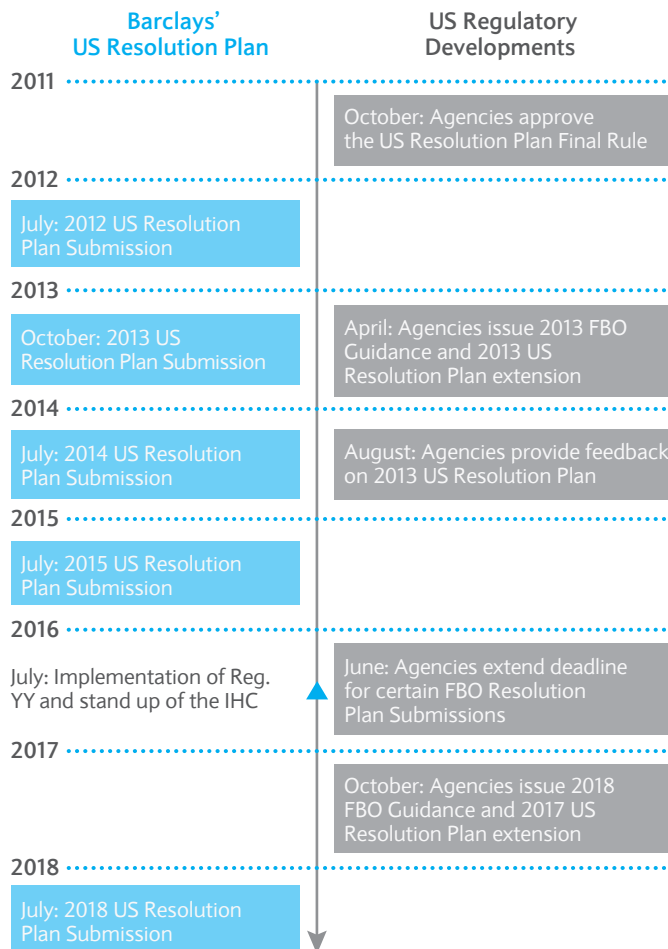 Barclays’
US Resolution Plan
US Regulatory
Developments
2011
October: Agencies approve
the US Resolution Plan Final Rule
2012
July: 2012 US Resolution
Plan Submission
2013
October: 2013 US
Resolution Plan Submission
April: Agencies issue 2013 FBO
Guidance and 2013 US
Resolution Plan extension
2014
July: 2014 US Resolution
Plan Submission
August: Agencies provide feedback
on 2013 US Resolution Plan
2015
July: 2015 US Resolution
Plan Submission
2016
July: Implementation of Reg.
YY and stand up of the IHC
June: Agencies extend deadline
for certain FBO Resolution
Plan Submissions
2017
October: Agencies issue 2018
FBO Guidance and 2017 US
Resolution Plan extension
2018
July: 2018 US Resolution
Plan Submission